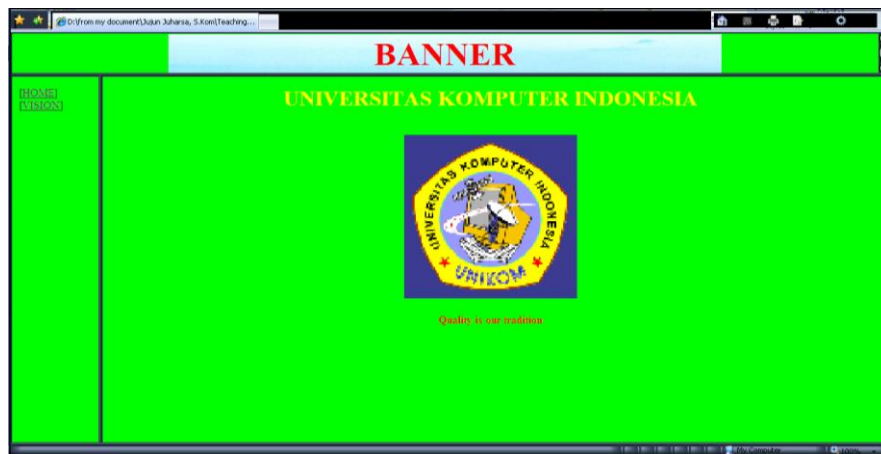 D:\from my document\Jujun Juharsa, S.Kom\Teaching...
BANNER
[HOME]
[VISION]
UNIVERSITAS KOMPUTER INDONESIA
UNIVERSITAS KOMPUTER INDONESIA
UNIKOM
Quality is our tradition
My Computer
100%